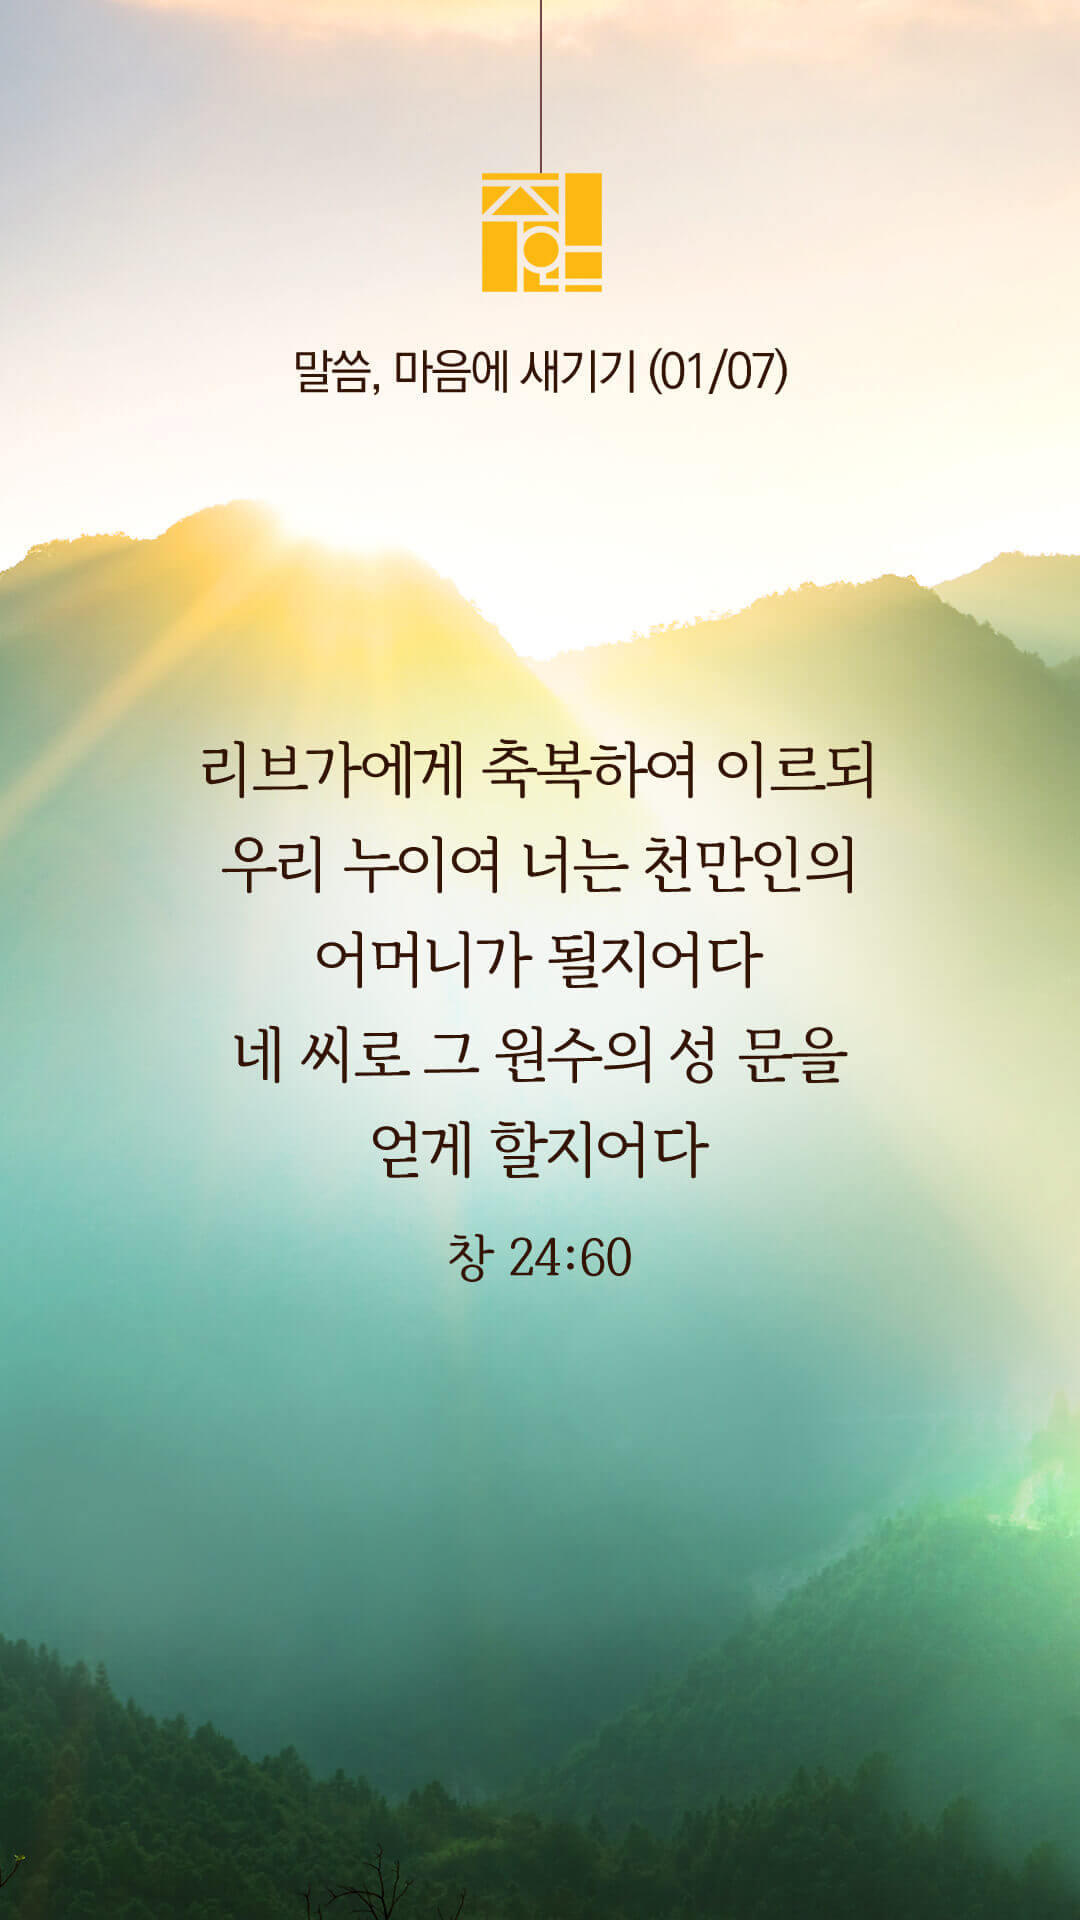 말씀, 마음에 새기기 (01/07)
리브가에게 축복하여 이르되
우리 누이여 너는 천만인의
어머니가 될지어다
네 씨로 그 원수의 성 문을
얻게 할지어다
창 24:60